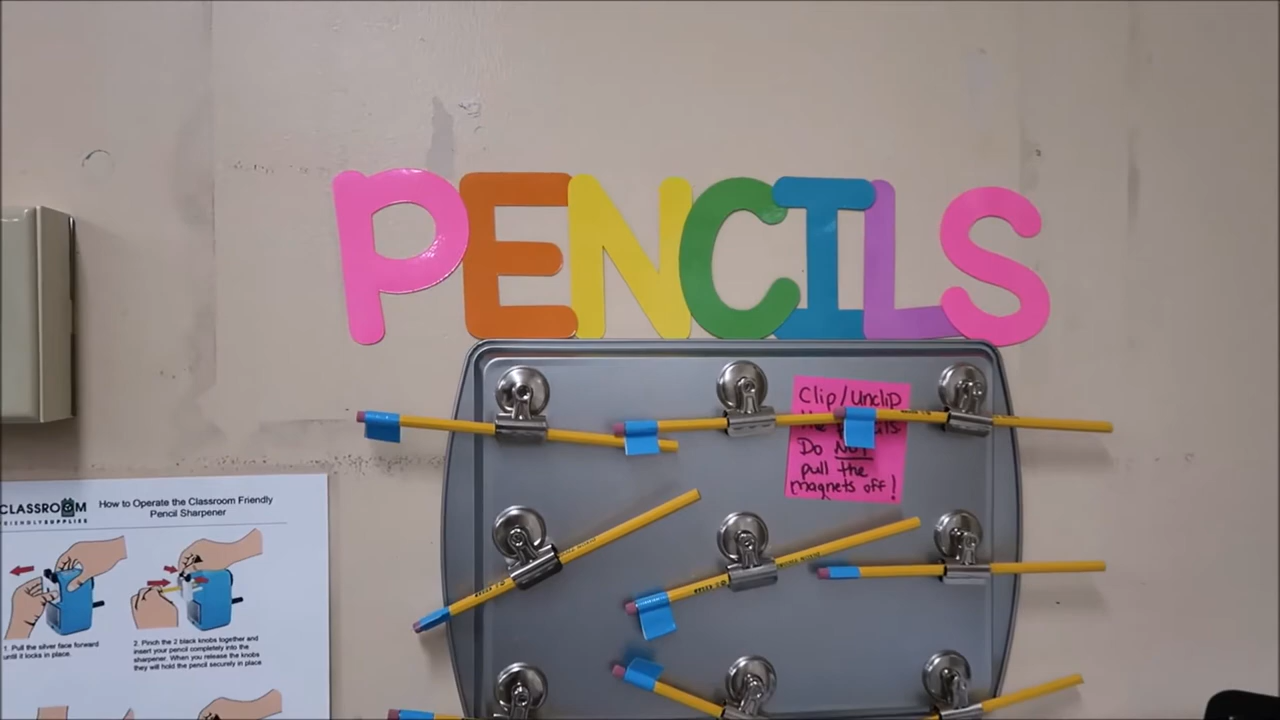 PENCILS
Clip/Unclip
the
Do NOT
pull the
magnets off!
CLASSROOM
FRIENDLYSUPPLIES
How to Operate the Classroom Friendly
Pencil Sharpener
1. Pull the silver face forward
until it locks in place.
2. Pinch the 2 black knobs together and
insert your pencil completely into the
sharpener. When you release the knobs
they will hold the pencil securely in place